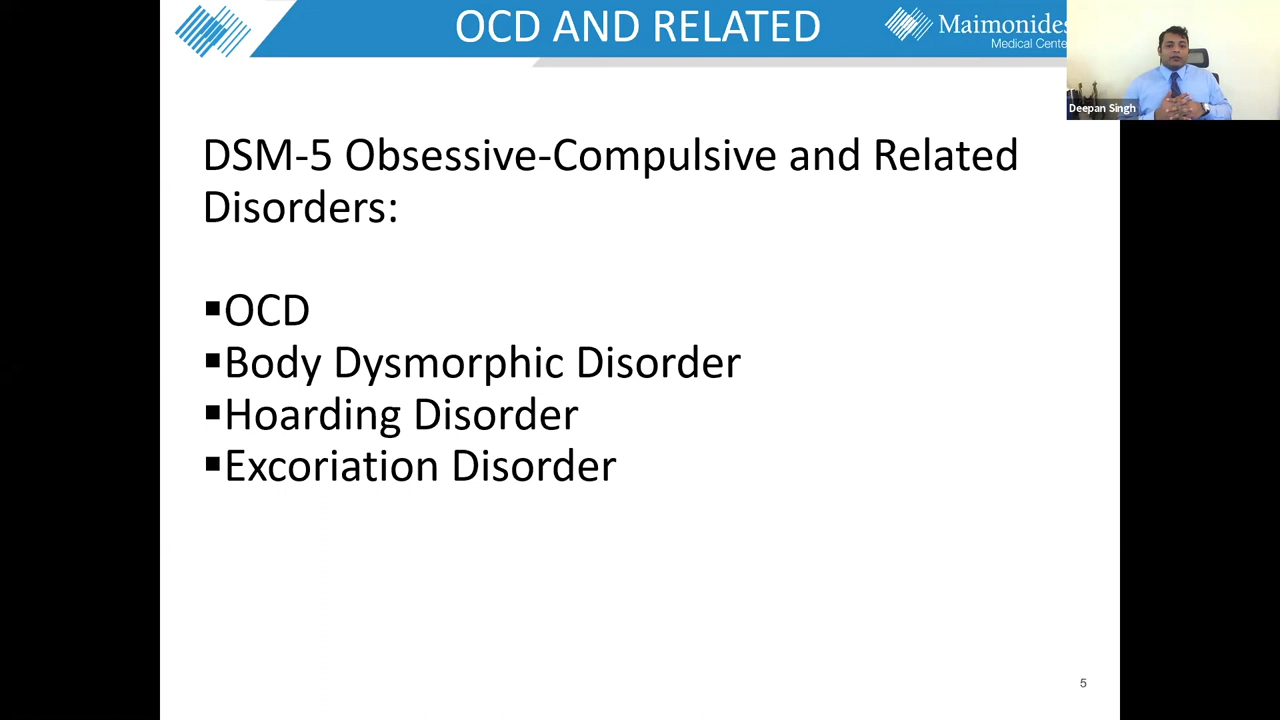 OCD AND RELATED
Maimonides
Medical Center
Deepan Singh
DSM-5 Obsessive-Compulsive and Related
Disorders:
▪OCD
▪Body Dysmorphic Disorder
▪Hoarding Disorder
▪Excoriation Disorder
5